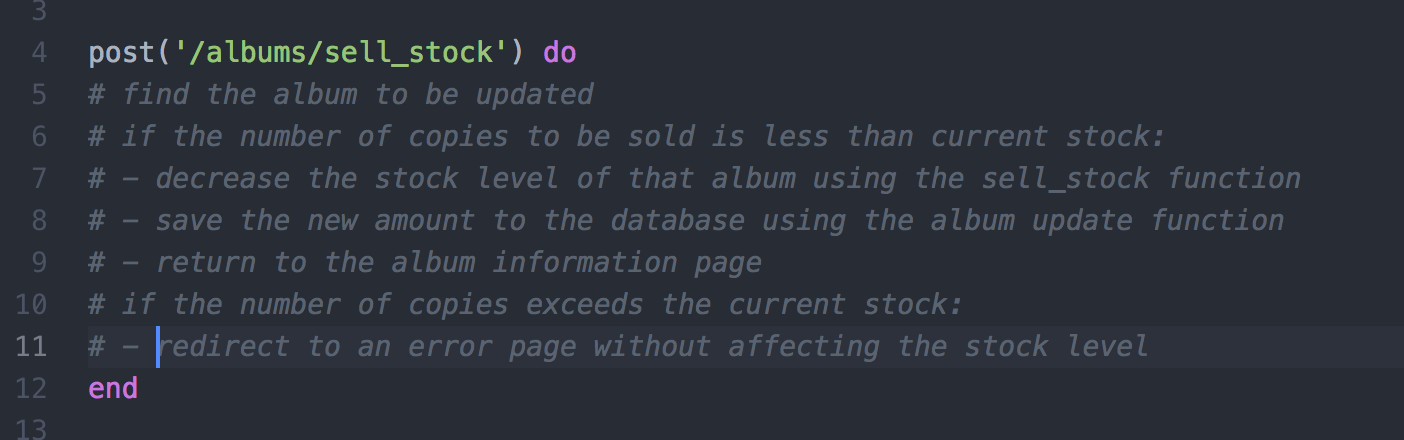 3
4 post('/albums/sell_stock') do
5 # find the album to be updated
6 # if the number of copies to be sold is less than current stock:
7 # - decrease the stock level of that album using the sell_stock function
8 # - save the new amount to the database using the album update function
9 # - return to the album information page
10 # if the number of copies exceeds the current stock:
11 # - redirect to an error page without affecting the stock level
12 end
13